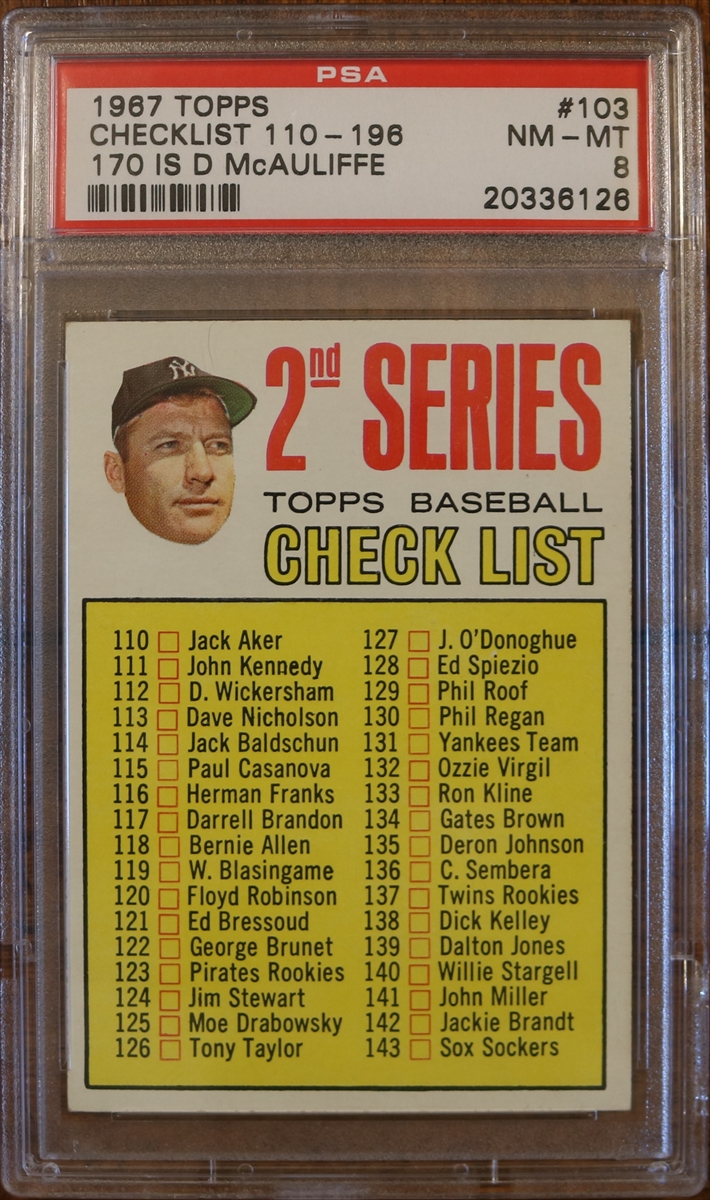 PSA
1967 TOPPS #103
CHECKLIST 110-196 NM-MT
170 IS D McAULIFFE 8
20336126
NY
2nd SERIES
TOPPS BASEBALL
CHECK LIST
110 Jack Aker
111 John Kennedy
112 D. Wickersham
113 Dave Nicholson
114 Jack Baldschun
115 Paul Casanova
116 Herman Franks
117 Darrell Brandon
118 Bernie Allen
119 W. Blasingame
120 Floyd Robinson
121 Ed Bressoud
122 George Brunet
123 Pirates Rookies
124 Jim Stewart
125 Moe Drabowsky
126 Tony Taylor
127 J. O'Donoghue
128 Ed Spiezio
129 Phil Roof
130 Phil Regan
131 Yankees Team
132 Ozzie Virgil
133 Ron Kline
134 Gates Brown
135 Deron Johnson
136 C. Sembera
137 Twins Rookies
138 Dick Kelley
139 Dalton Jones
140 Willie Stargell
141 John Miller
142 Jackie Brandt
143 Sox Sockers